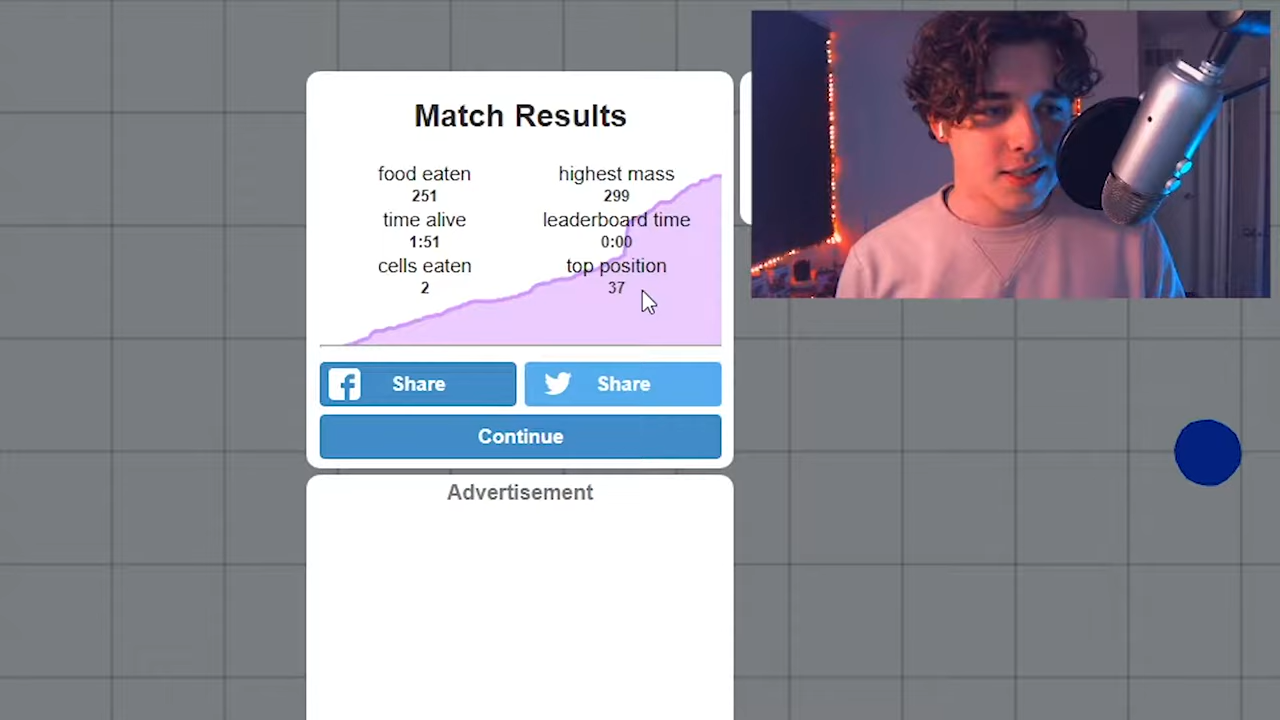 Match Results
food eaten
251
highest mass
299
time alive
1:51
leaderboard time
0:00
cells eaten
2
top position
37
Share
Share
Continue
Advertisement